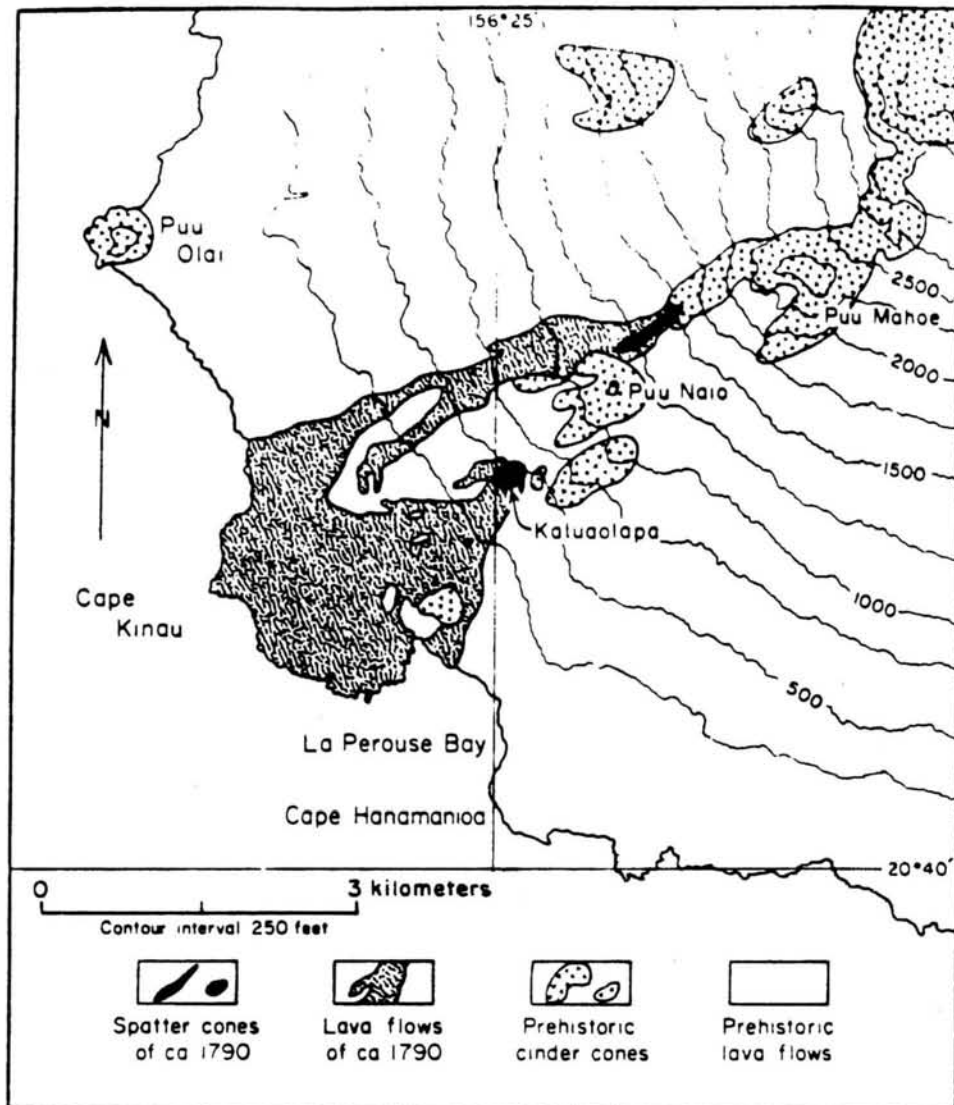 156°25'
Puu
Olai
2500
Puu Mahoe
2000
Puu Naio
N
1500
Kaluaolapa
Cape
Kinau
1000
500
La Perouse Bay
Cape Hanamanioa
20°40'
0 3 kilometers
Contour interval 250 feet
Spatter cones
of ca 1790
Lava flows
of ca 1790
Prehistoric
cinder cones
Prehistoric
lava flows